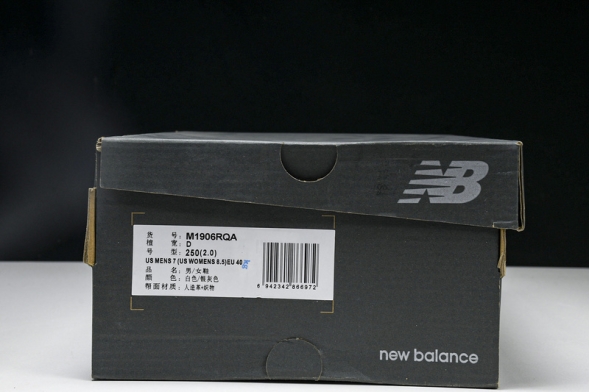 NB
货 号: M1906RQA
楦 宽: D
号 型: 250(2.0)
US MENS 7 (US WOMENS 8.5)EU 40
品 名: 男/女鞋
颜 色: 白色/银灰色
帮面材质: 人造革+织物
6 942342 866972
new balance